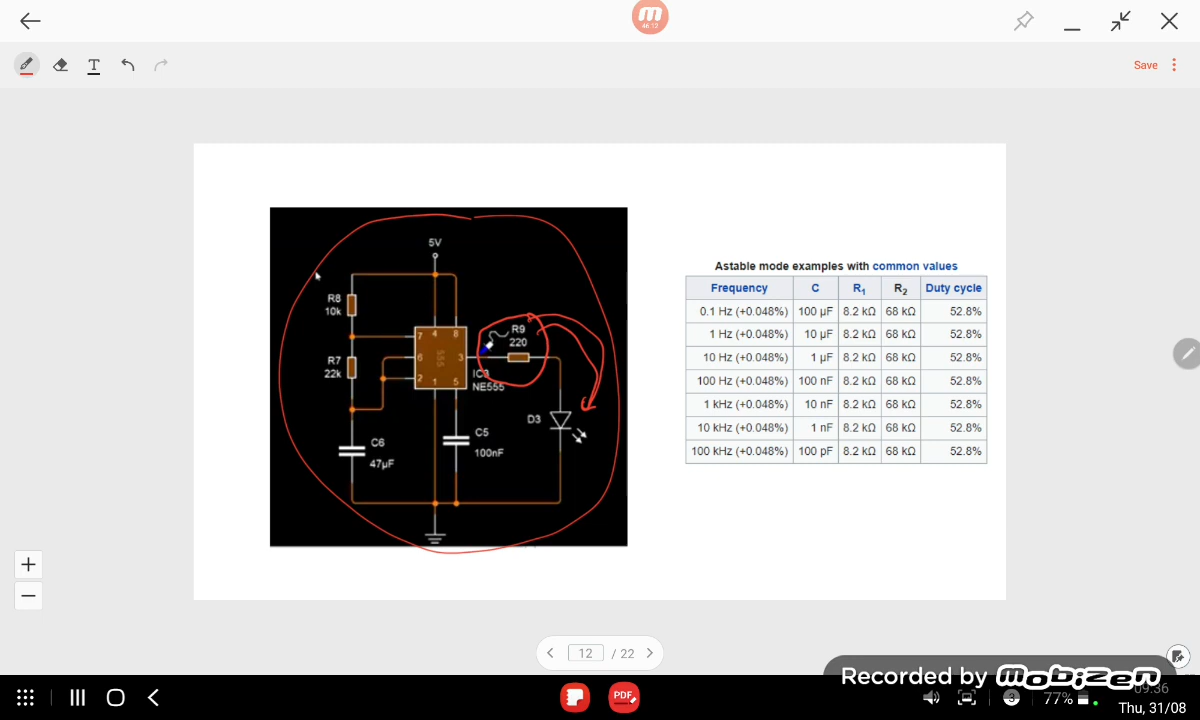 46:13
T
Save
5V
R8
10k
R7
22k
7
4
8
6
555
3
2
1
5
R9
220
IC3
NE555
C6
47µF
C5
100nF
D3
Astable mode examples with common values
Frequency C R1 R2 Duty cycle
0.1 Hz (+0.048%) 100 µF 8.2 kΩ 68 kΩ 52.8%
1 Hz (+0.048%) 10 µF 8.2 kΩ 68 kΩ 52.8%
10 Hz (+0.048%) 1 µF 8.2 kΩ 68 kΩ 52.8%
100 Hz (+0.048%) 100 nF 8.2 kΩ 68 kΩ 52.8%
1 kHz (+0.048%) 10 nF 8.2 kΩ 68 kΩ 52.8%
10 kHz (+0.048%) 1 nF 8.2 kΩ 68 kΩ 52.8%
100 kHz (+0.048%) 100 pF 8.2 kΩ 68 kΩ 52.8%
12 / 22
Recorded by mobizen
PDF
3
77%
09:36
Thu, 31/08